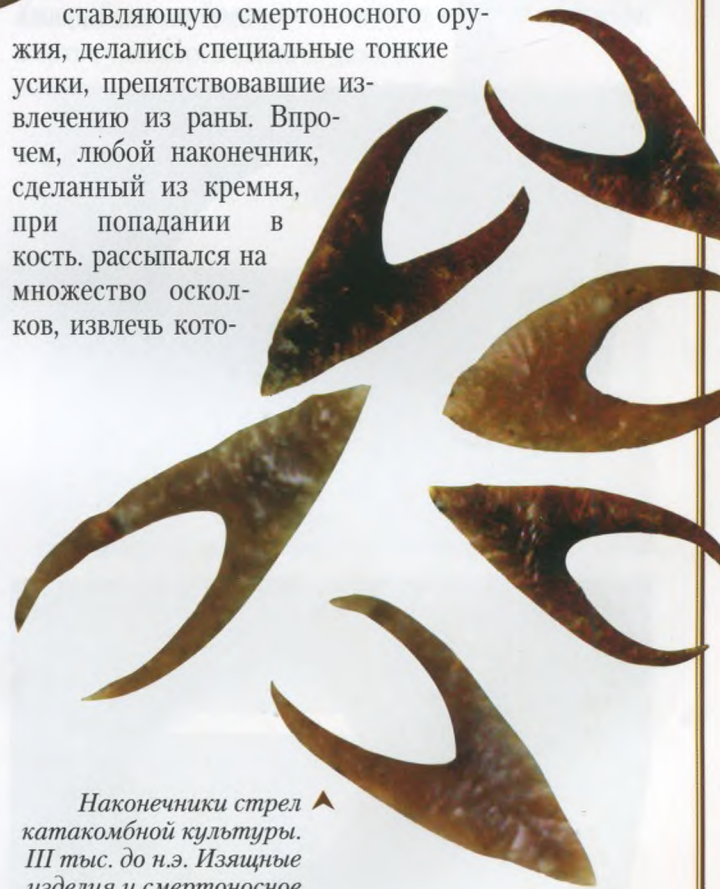 ставляющую смертоносного ору-
жия, делались специальные тонкие
усики, препятствовавшие из-
влечению из раны. Впро-
чем, любой наконечник,
сделанный из кремня,
при попадании в
кость. рассыпался на
множество оскол-
ков, извлечь кото-
Наконечники стрел
катакомбной культуры.
III тыс. до н.э. Изящные
изделия и смертоносное